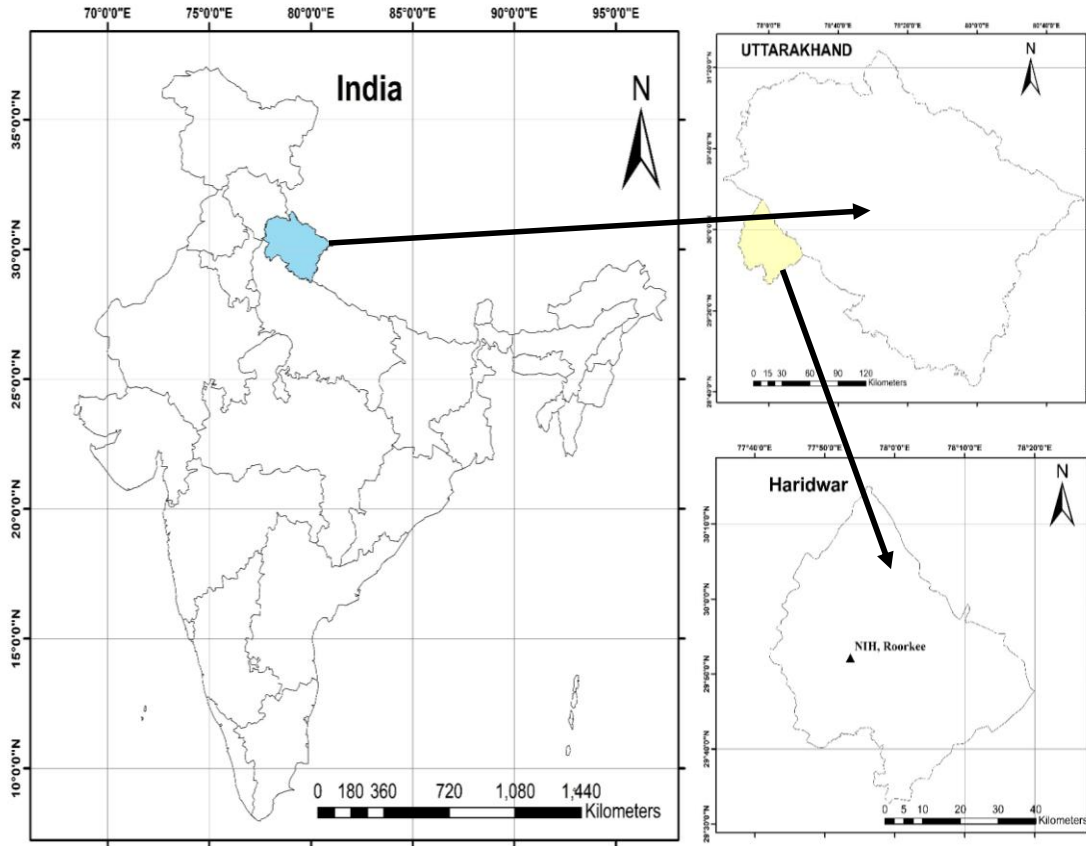 70°0'0"E 75°0'0"E 80°0'0"E 85°0'0"E 90°0'0"E 95°0'0"E
India
N
35°0'0"N
30°0'0"N
25°0'0"N
20°0'0"N
15°0'0"N
10°0'0"N
0 180 360 720 1,080 1,440
Kilometers
UTTARAKHAND
N
0 15 30 60 90 120
Kilometers
77°40'E 77°50'0"E 78°0'0"E 78°10'0"E 78°20'0"E
Haridwar
N
NIH, Roorkee
0 5 10 20 30 40
Kilometers